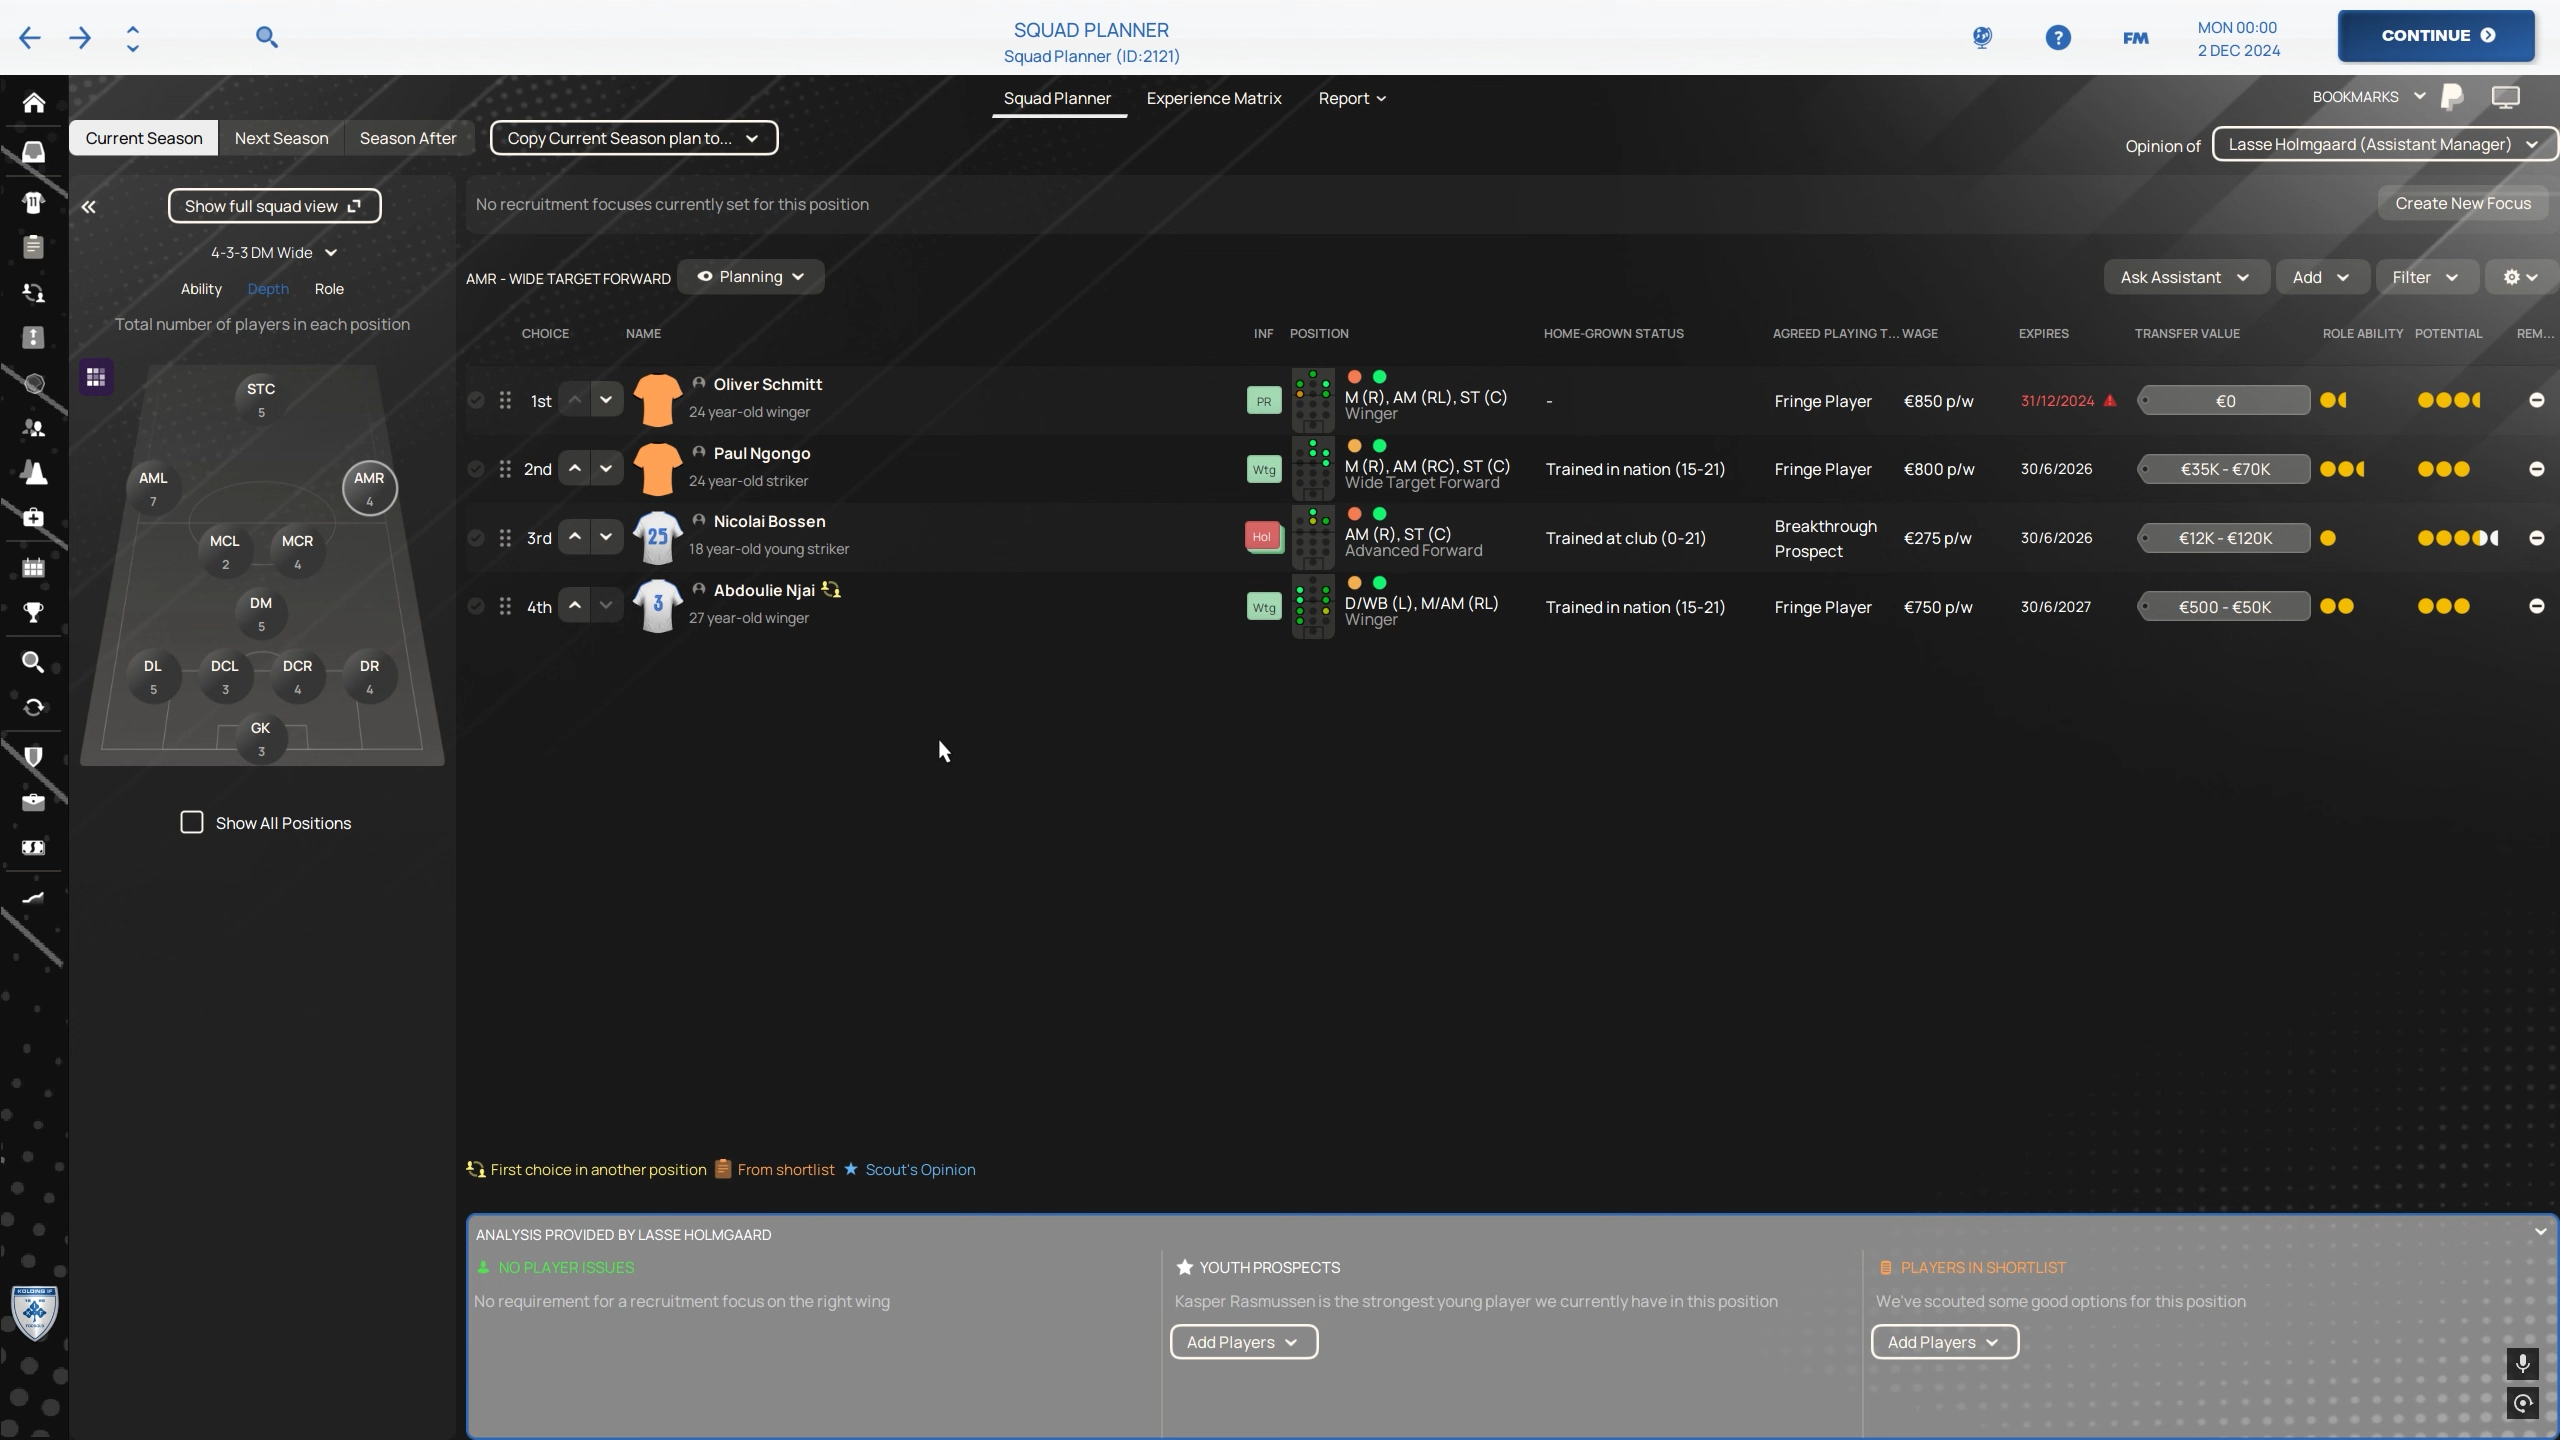 SQUAD PLANNER
Squad Planner (ID:2121)
FM
MON 00:00
2 DEC 2024
CONTINUE
Squad Planner
Experience Matrix
Report
BOOKMARKS
Current Season
Next Season
Season After
Copy Current Season plan to...
Opinion of
Lasse Holmgaard (Assistant Manager)
Show full squad view
No recruitment focuses currently set for this position
Create New Focus
4-3-3 DM Wide
AMR - WIDE TARGET FORWARD
Planning
Ask Assistant
Add
Filter
Ability
Depth
Role
Total number of players in each position
CHOICE NAME INF POSITION HOME-GROWN STATUS AGREED PLAYING T... WAGE EXPIRES TRANSFER VALUE ROLE ABILITY POTENTIAL REM...
1st Oliver Schmitt PR M (R), AM (RL), ST (C) - Fringe Player €850 p/w 31/12/2024 €0
24 year-old winger Winger
2nd Paul Ngongo Wtg M (R), AM (RC), ST (C) Trained in nation (15-21) Fringe Player €800 p/w 30/6/2026 €35K - €70K
24 year-old striker Wide Target Forward
3rd 25 Nicolai Bossen Hol AM (R), ST (C) Trained at club (0-21) Breakthrough Prospect €275 p/w 30/6/2026 €12K - €120K
18 year-old young striker Advanced Forward
4th 3 Abdoulie Njai Wtg D/WB (L), M/AM (RL) Trained in nation (15-21) Fringe Player €750 p/w 30/6/2027 €500 - €50K
27 year-old winger Winger
STC
5
AML
7
AMR
4
MCL
2
MCR
4
DM
5
DL
5
DCL
3
DCR
4
DR
4
GK
3
Show All Positions
First choice in another position
From shortlist
Scout's Opinion
ANALYSIS PROVIDED BY LASSE HOLMGAARD
NO PLAYER ISSUES
No requirement for a recruitment focus on the right wing
YOUTH PROSPECTS
Kasper Rasmussen is the strongest young player we currently have in this position
Add Players
PLAYERS IN SHORTLIST
We've scouted some good options for this position
Add Players
KOLDING IF